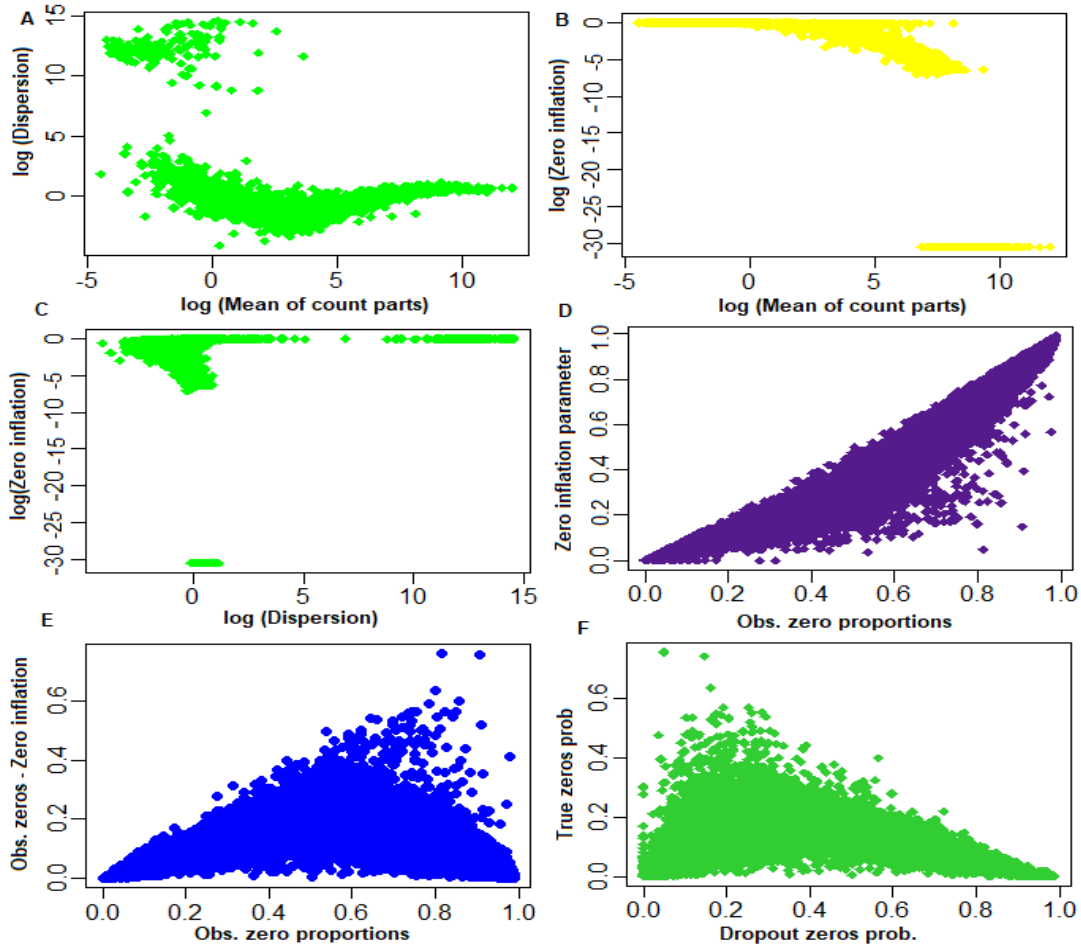 A
log (Dispersion)
15
10
5
0
-5 0 5 10
log (Mean of count parts)
B
log (Zero inflation)
0
-5
-10
-15
-20
-25
-30
-5 0 5 10
log (Mean of count parts)
C
log(Zero inflation)
0
-5
-10
-15
-20
-25
-30
0 5 10 15
log (Dispersion)
D
Zero inflation parameter
1.0
0.8
0.6
0.4
0.2
0.0
0.0 0.2 0.4 0.6 0.8 1.0
Obs. zero proportions
E
Obs. zeros - Zero inflation
0.6
0.4
0.2
0.0
0.0 0.2 0.4 0.6 0.8 1.0
Obs. zero proportions
F
True zeros prob
0.6
0.4
0.2
0.0
0.0 0.2 0.4 0.6 0.8 1.0
Dropout zeros prob.